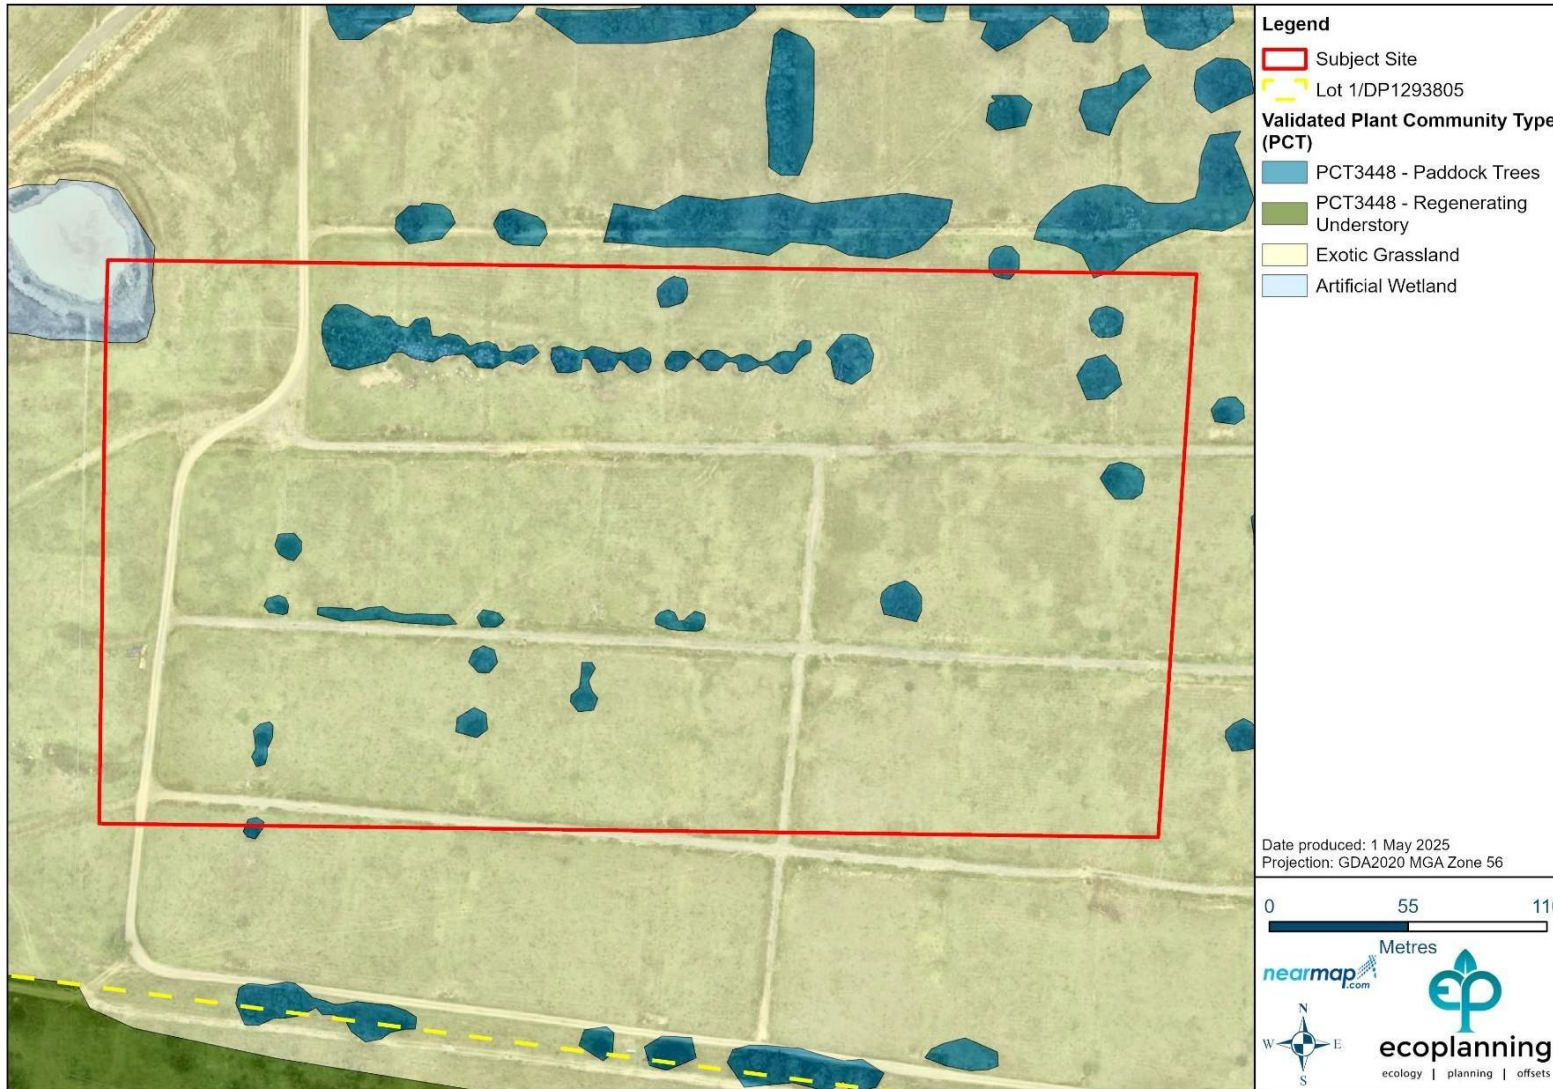 Legend
Subject Site
Lot 1/DP1293805
Validated Plant Community Type
(PCT)
PCT3448 - Paddock Trees
PCT3448 - Regenerating
Understory
Exotic Grassland
Artificial Wetland
Date produced: 1 May 2025
Projection: GDA2020 MGA Zone 56
0 55 11
Metres
nearmap
.com
N
W E
S
ep
ecoplanning
ecology | planning | offsets